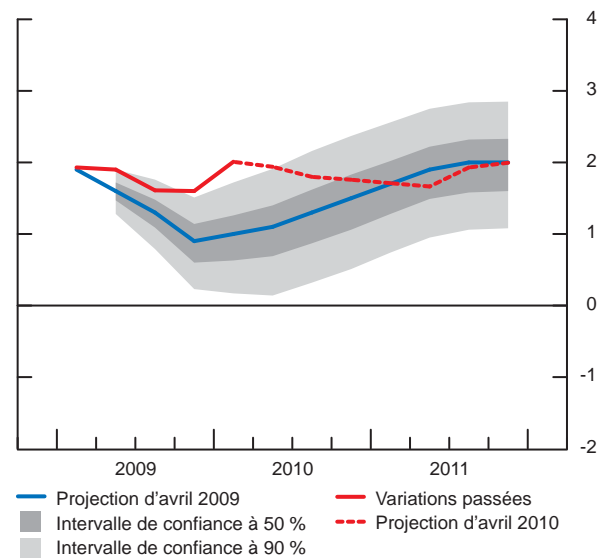 4
3
2
1
0
-1
-2
2009 2010 2011
Projection d'avril 2009
Intervalle de confiance à 50 %
Intervalle de confiance à 90 %
Variations passées
Projection d'avril 2010